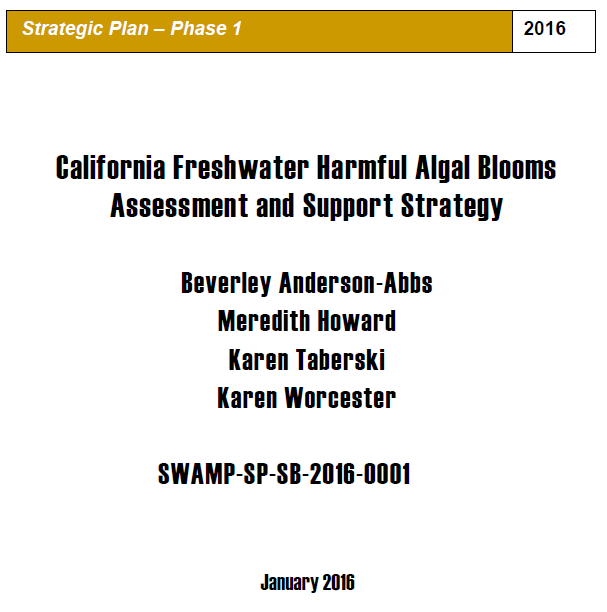 Strategic Plan – Phase 1
2016
California Freshwater Harmful Algal Blooms
Assessment and Support Strategy
Beverley Anderson-Abbs
Meredith Howard
Karen Taberski
Karen Worcester
SWAMP-SP-SB-2016-0001
January 2016